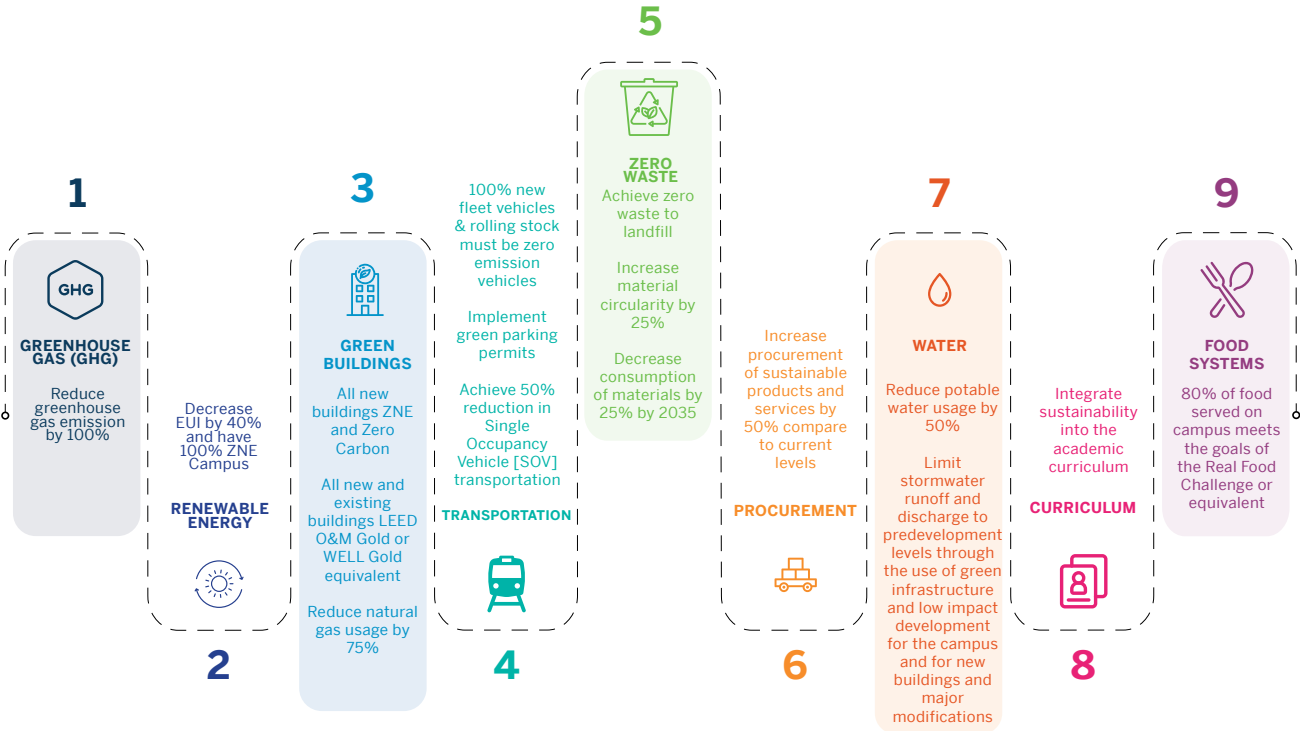 1
GHG
GREENHOUSE
GAS (GHG)
Reduce
greenhouse
gas emission
by 100%
Decrease
EUI by 40%
and have
100% ZNE
Campus
RENEWABLE
ENERGY
2
3
GREEN
BUILDINGS
All new
buildings ZNE
and Zero
Carbon
All new and
existing
buildings LEED
O&M Gold or
WELL Gold
equivalent
Reduce natural
gas usage by
75%
100% new
fleet vehicles
& rolling stock
must be zero
emission
vehicles
Implement
green parking
permits
Achieve 50%
reduction in
Single
Occupancy
Vehicle [SOV]
transportation
TRANSPORTATION
4
5
ZERO
WASTE
Achieve zero
waste to
landfill
Increase
material
circularity by
25%
Decrease
consumption
of materials by
25% by 2035
Increase
procurement
of sustainable
products and
services by
50% compare
to current
levels
PROCUREMENT
6
7
WATER
Reduce potable
water usage by
50%
Limit
stormwater
runoff and
discharge to
predevelopment
levels through
the use of green
infrastructure
and low impact
development
for the campus
and for new
buildings and
major
modifications
Integrate
sustainability
into the
academic
curriculum
CURRICULUM
8
9
FOOD
SYSTEMS
80% of food
served on
campus meets
the goals of
the Real Food
Challenge or
equivalent